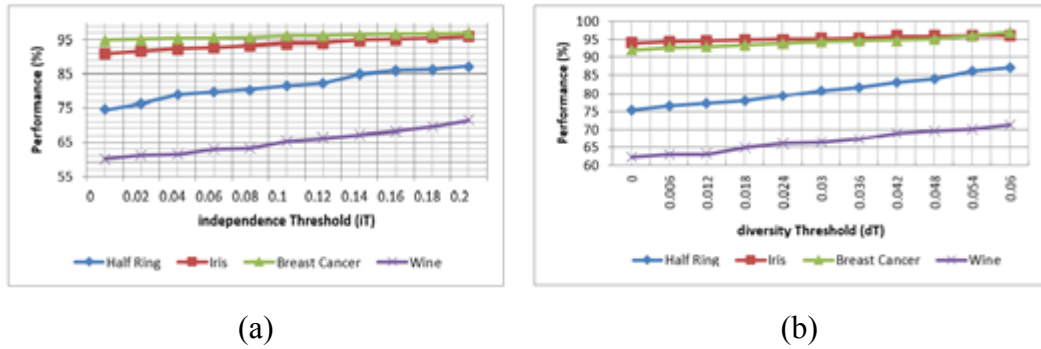 Performance (%)
95
85
75
65
55
0 0.02 0.04 0.06 0.08 0.1 0.12 0.14 0.16 0.18 0.2
independence Threshold (iT)
Half Ring Iris Breast Cancer Wine
(a)
Performance (%)
100
95
90
85
80
75
70
65
60
0 0.006 0.012 0.018 0.024 0.03 0.036 0.042 0.048 0.054 0.06
diversity Threshold (dT)
Half Ring Iris Breast Cancer Wine
(b)